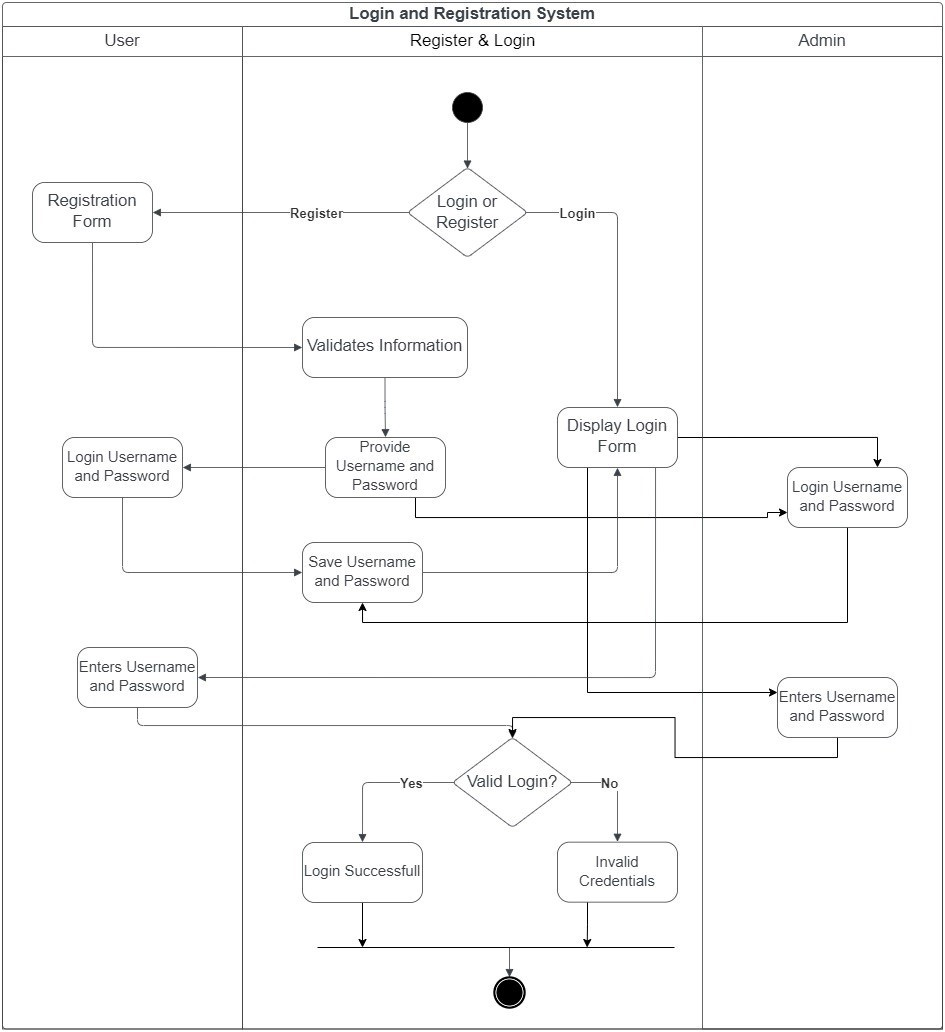 Login and Registration System
User
Register & Login
Admin
Login or
Register
Register
Login
Registration
Form
Validates Information
Display Login
Form
Provide
Username and
Password
Login Username
and Password
Login Username
and Password
Save Username
and Password
Enters Username
and Password
Enters Username
and Password
Valid Login?
Yes
No
Login Successfull
Invalid
Credentials